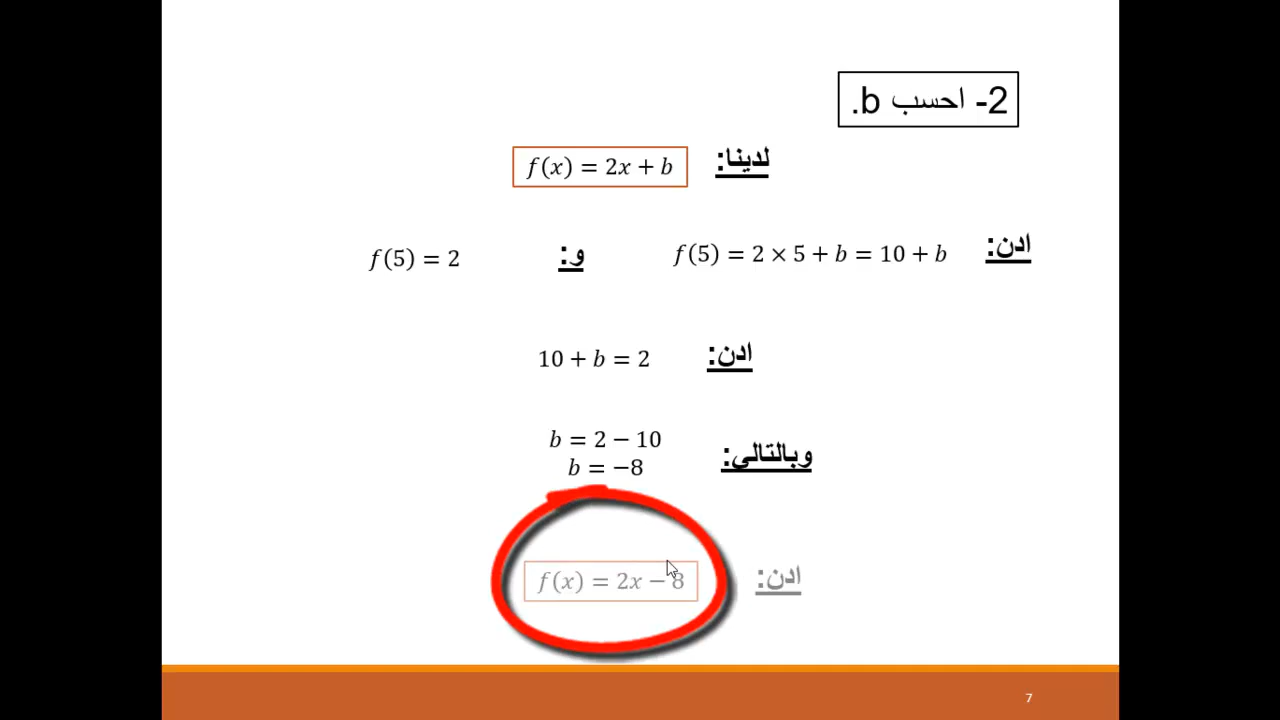 2- احسب b.
لدينا: f(x) = 2x + b
ادن: f(5) = 2 × 5 + b = 10 + b و: f(5) = 2
ادن: 10 + b = 2
وبالتالي: b = 2 − 10
b = −8
ادن: f(x) = 2x − 8
7